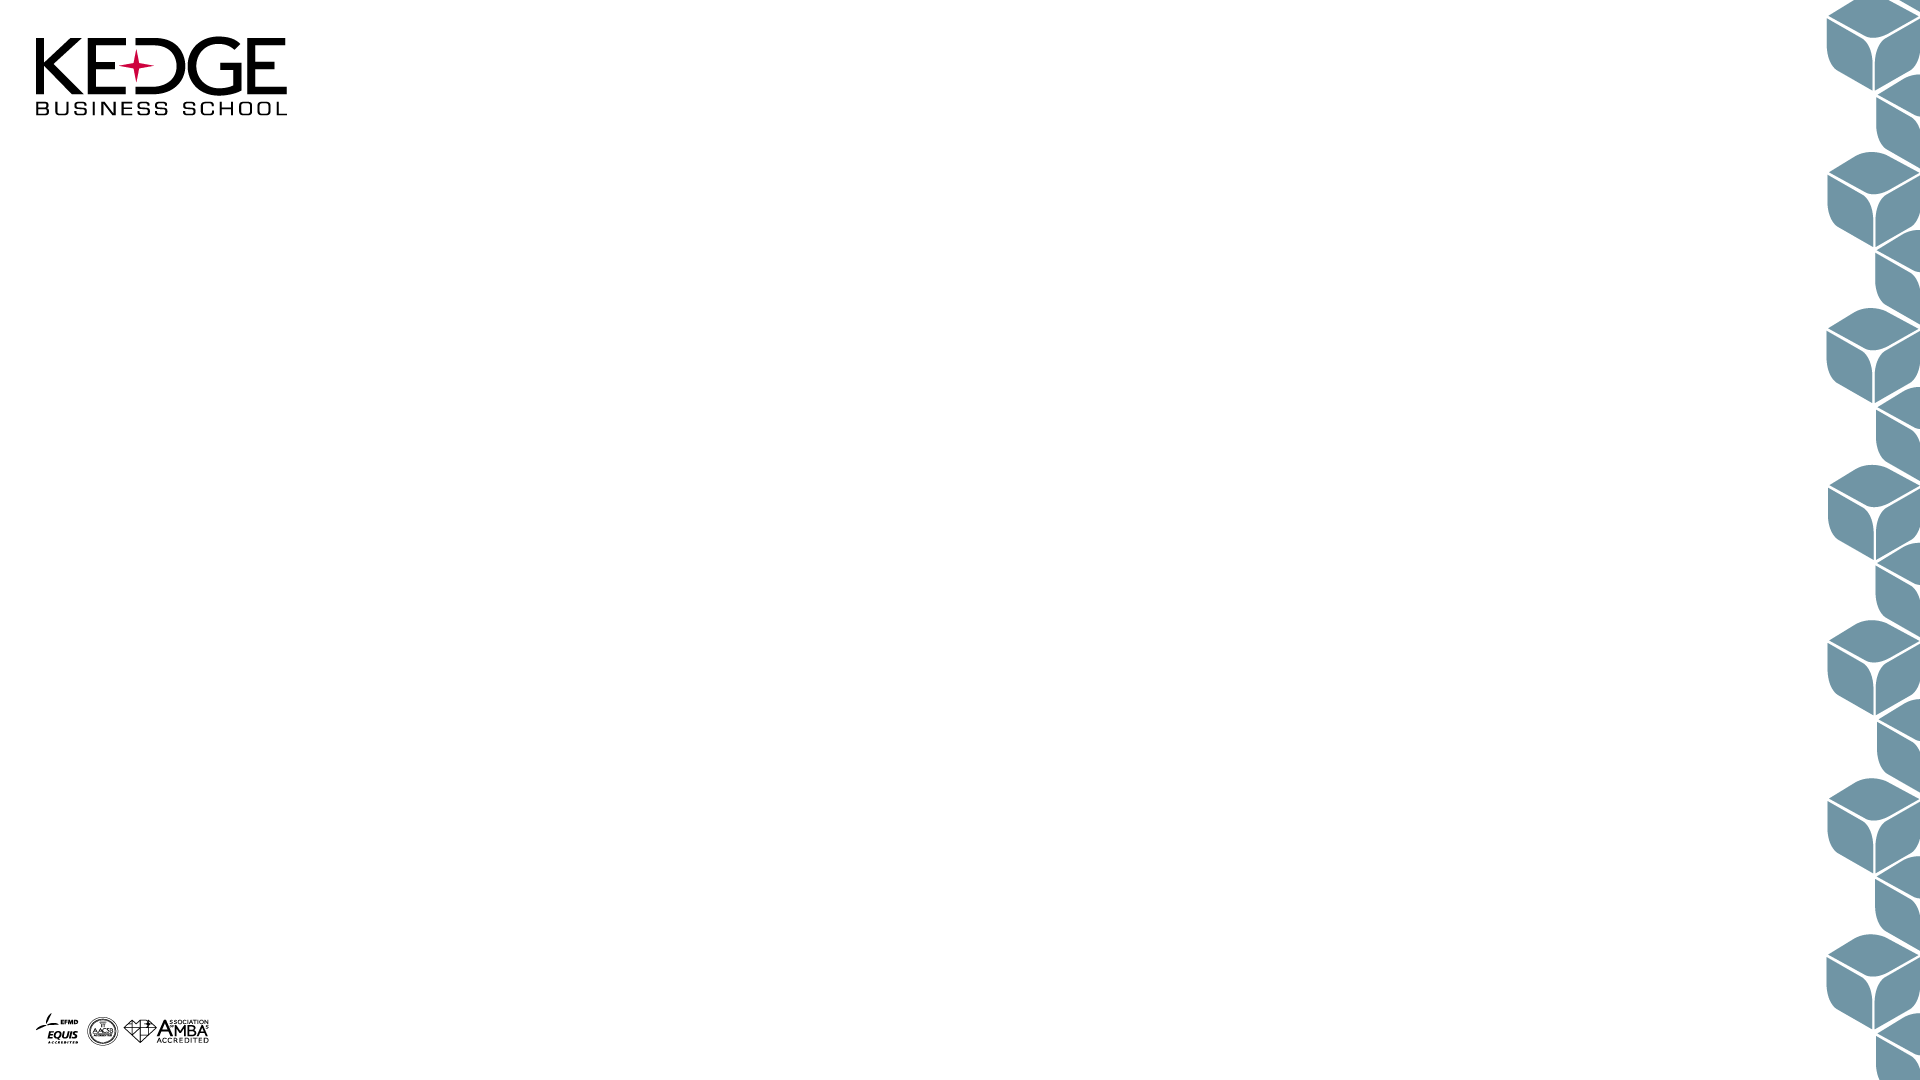 KEDGE
BUSINESS SCHOOL
EFMD
EQUIS
ACCREDITED
AACSB
ASSOCIATION
AMBA
ACCREDITED